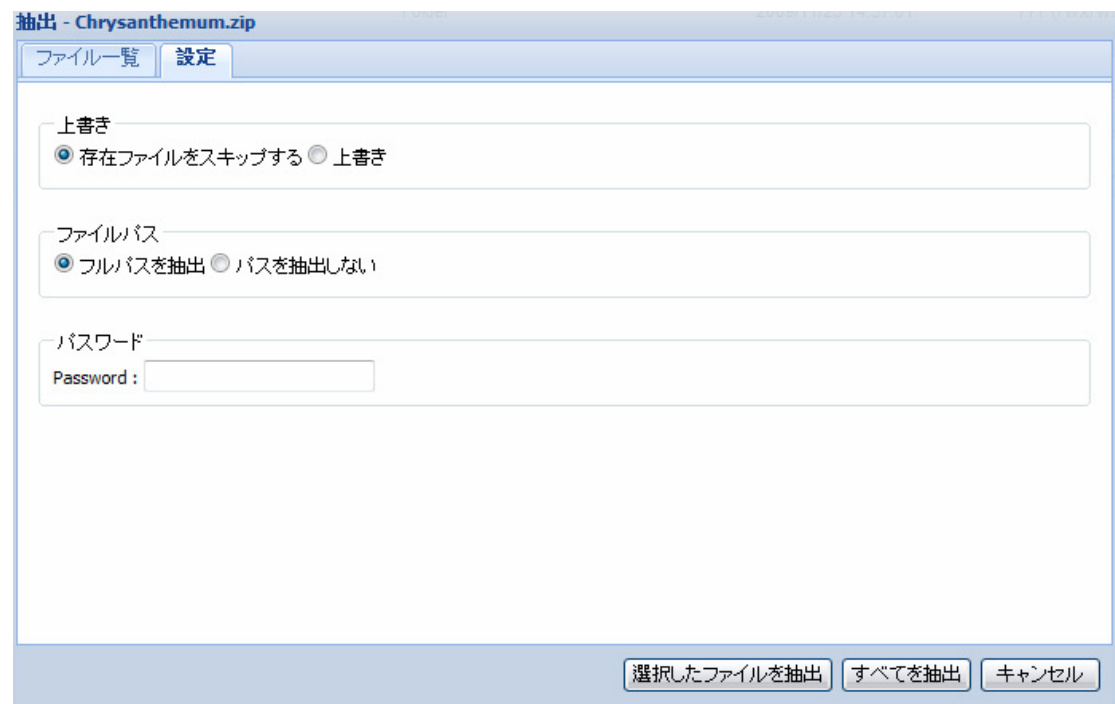 抽出 - Chrysanthemum.zip
ファイル一覧 設定
上書き
存在ファイルをスキップする 上書き
ファイルパス
フルパスを抽出 パスを抽出しない
パスワード
Password :
選択したファイルを抽出 すべてを抽出 キャンセル